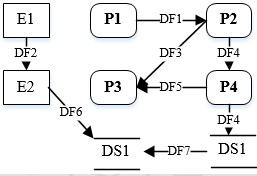 E1 P1 DF1 P2
DF2 DF3 DF4
E2 P3 DF5 P4
DF6 DF4
DS1 DF7 DS1